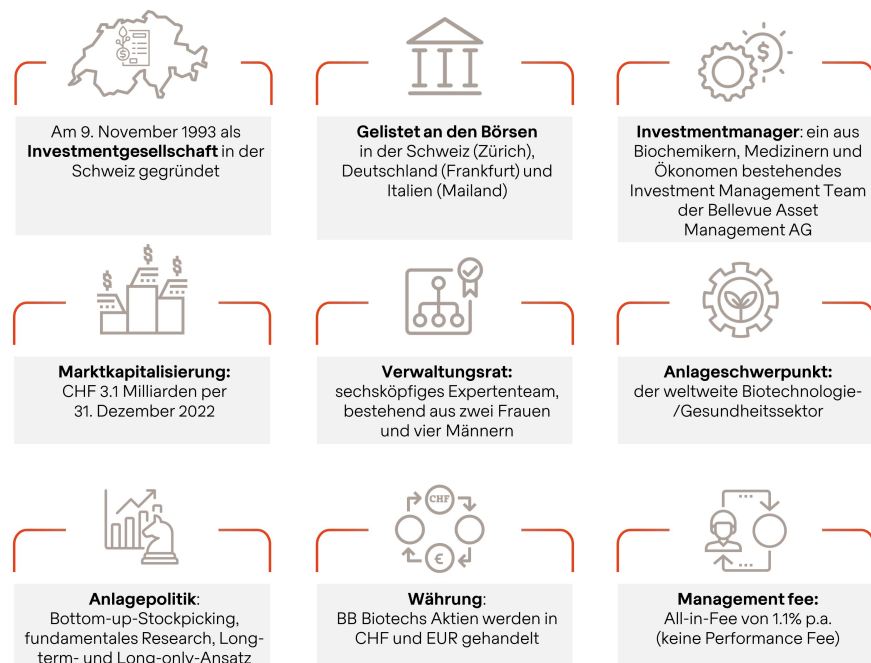 Am 9. November 1993 als
Investmentgesellschaft in der
Schweiz gegründet
Gelistet an den Börsen
in der Schweiz (Zürich),
Deutschland (Frankfurt) und
Italien (Mailand)
Investmentmanager: ein aus
Biochemikern, Medizinern und
Ökonomen bestehendes
Investment Management Team
der Bellevue Asset
Management AG
Marktkapitalisierung:
CHF 3.1 Milliarden per
31. Dezember 2022
Verwaltungsrat:
sechsköpfiges Expertenteam,
bestehend aus zwei Frauen
und vier Männern
Anlageschwerpunkt:
der weltweite Biotechnologie-
/Gesundheitssektor
CHF
€
Anlagepolitik:
Bottom-up-Stockpicking,
fundamentales Research, Long-
term- und Long-only-Ansatz
Währung:
BB Biotechs Aktien werden in
CHF und EUR gehandelt
Management fee:
All-in-Fee von 1.1% p.a.
(keine Performance Fee)